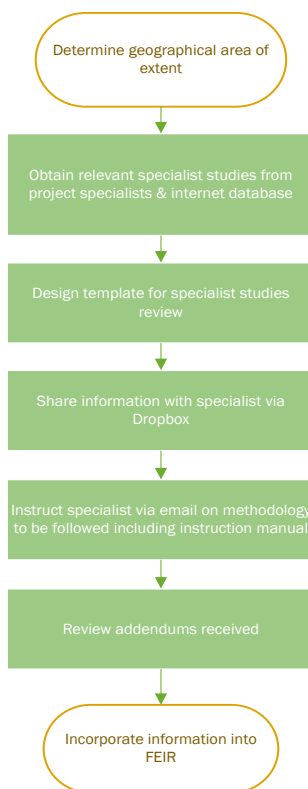 Determine geographical area of
extent
Obtain relevant specialist studies from
project specialists & internet database
Design template for specialist studies
review
Share information with specialist via
Dropbox
Instruct specialist via email on methodology
to be followed including instruction manual
Review addendums received
Incorporate information into
FEIR